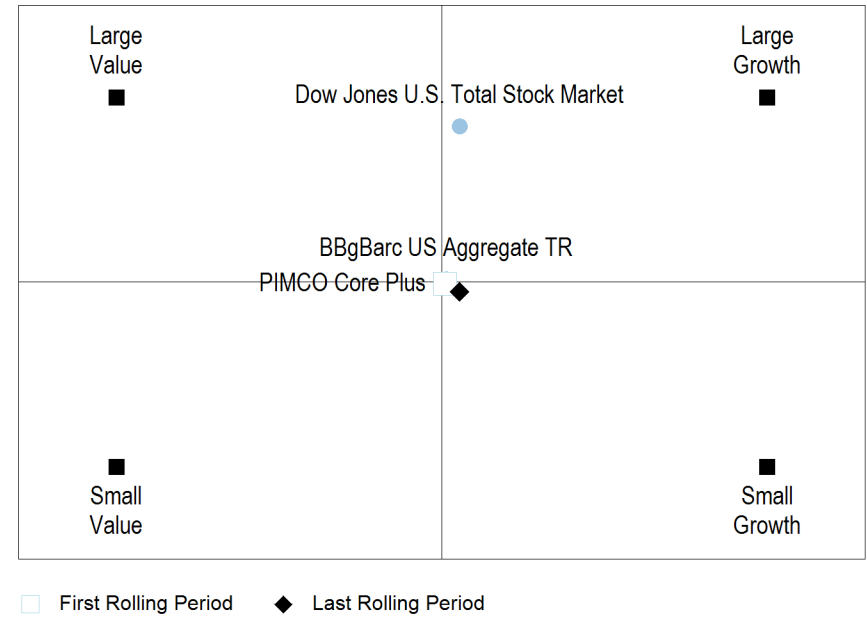 Large
Value
Large
Growth
Dow Jones U.S. Total Stock Market
BBgBarc US Aggregate TR
PIMCO Core Plus
Small
Value
Small
Growth
First Rolling Period
Last Rolling Period